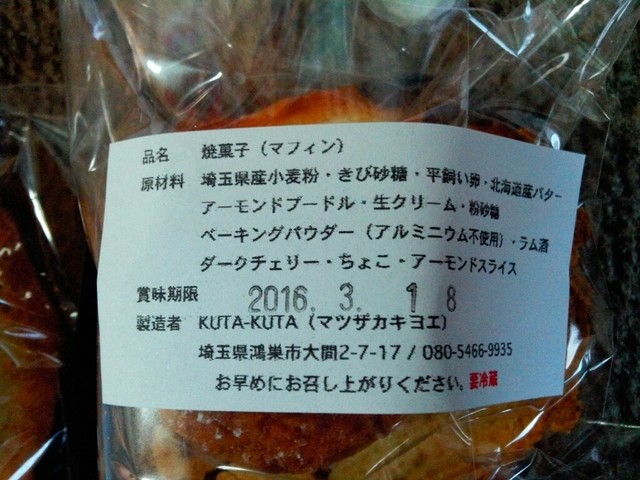 品名 焼菓子（マフィン）
原材料 埼玉県産小麦粉・きび砂糖・平飼い卵・北海道産バター
アーモンドプードル・生クリーム・粉砂糖
ベーキングパウダー（アルミニウム不使用）・ラム酒
ダークチェリー・ちょこ・アーモンドスライス
賞味期限 2016. 3. 18
製造者 KUTA-KUTA（マツザカキヨエ）
埼玉県鴻巣市大間2-7-17 / 080-5466-9935
お早めにお召し上がりください。要冷蔵